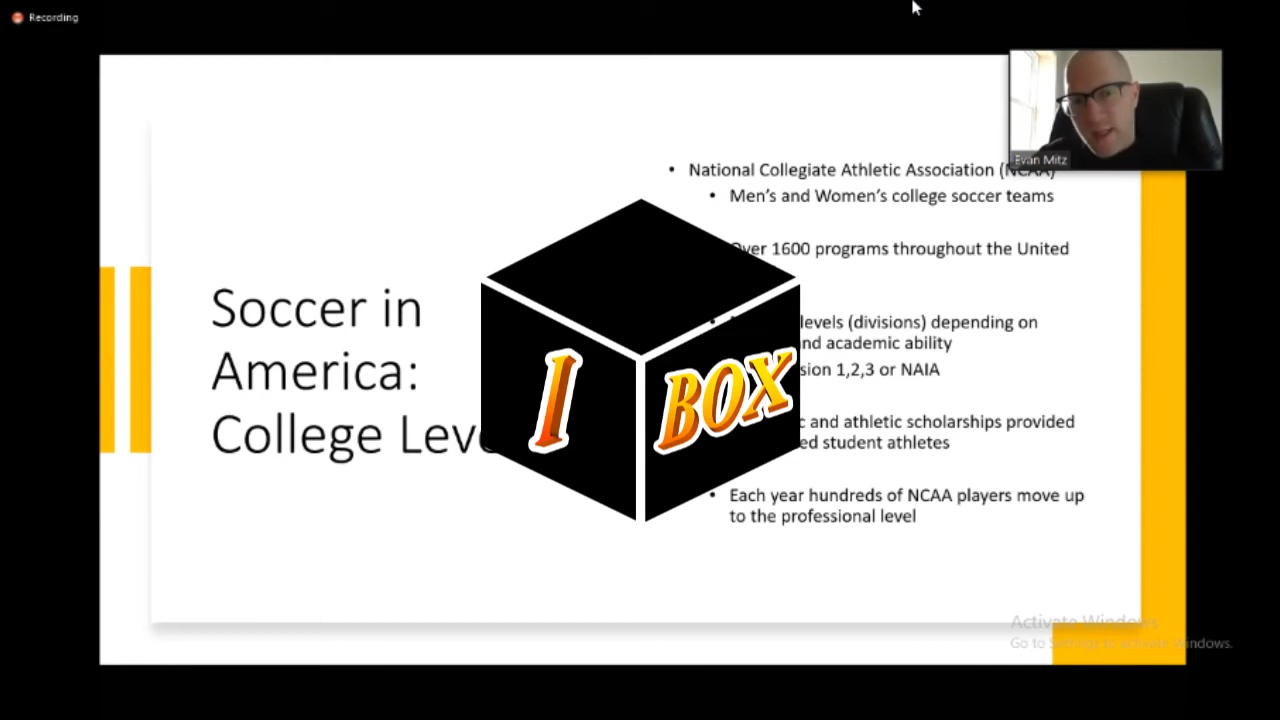 Recording
Evan Mitz
National Collegiate Athletic Association (NCAA)
Men's and Women's college soccer teams
Over 1600 programs throughout the United
levels (divisions) depending on
and academic ability
1,2,3 or NAIA
and athletic scholarships provided
student athletes
Each year hundreds of NCAA players move up
to the professional level
Soccer in
America:
College
I BOX
Activate Windows
Go to Settings to activate Windows.